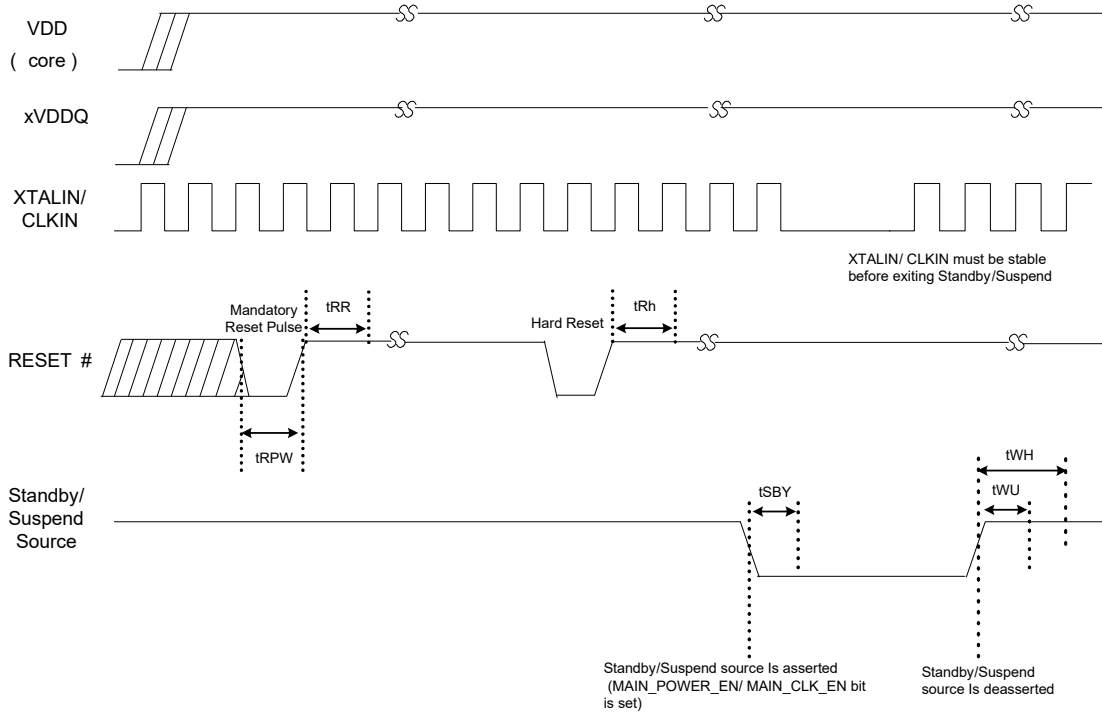 VDD
( core )
xVDDQ
XTALIN/
CLKIN
XTALIN/ CLKIN must be stable
before exiting Standby/Suspend
Mandatory
Reset Pulse
tRR
Hard Reset
tRh
RESET #
tRPW
tWH
Standby/
Suspend
Source
tSBY
tWU
Standby/Suspend source Is asserted
(MAIN_POWER_EN/ MAIN_CLK_EN bit
is set)
Standby/Suspend
source Is deasserted